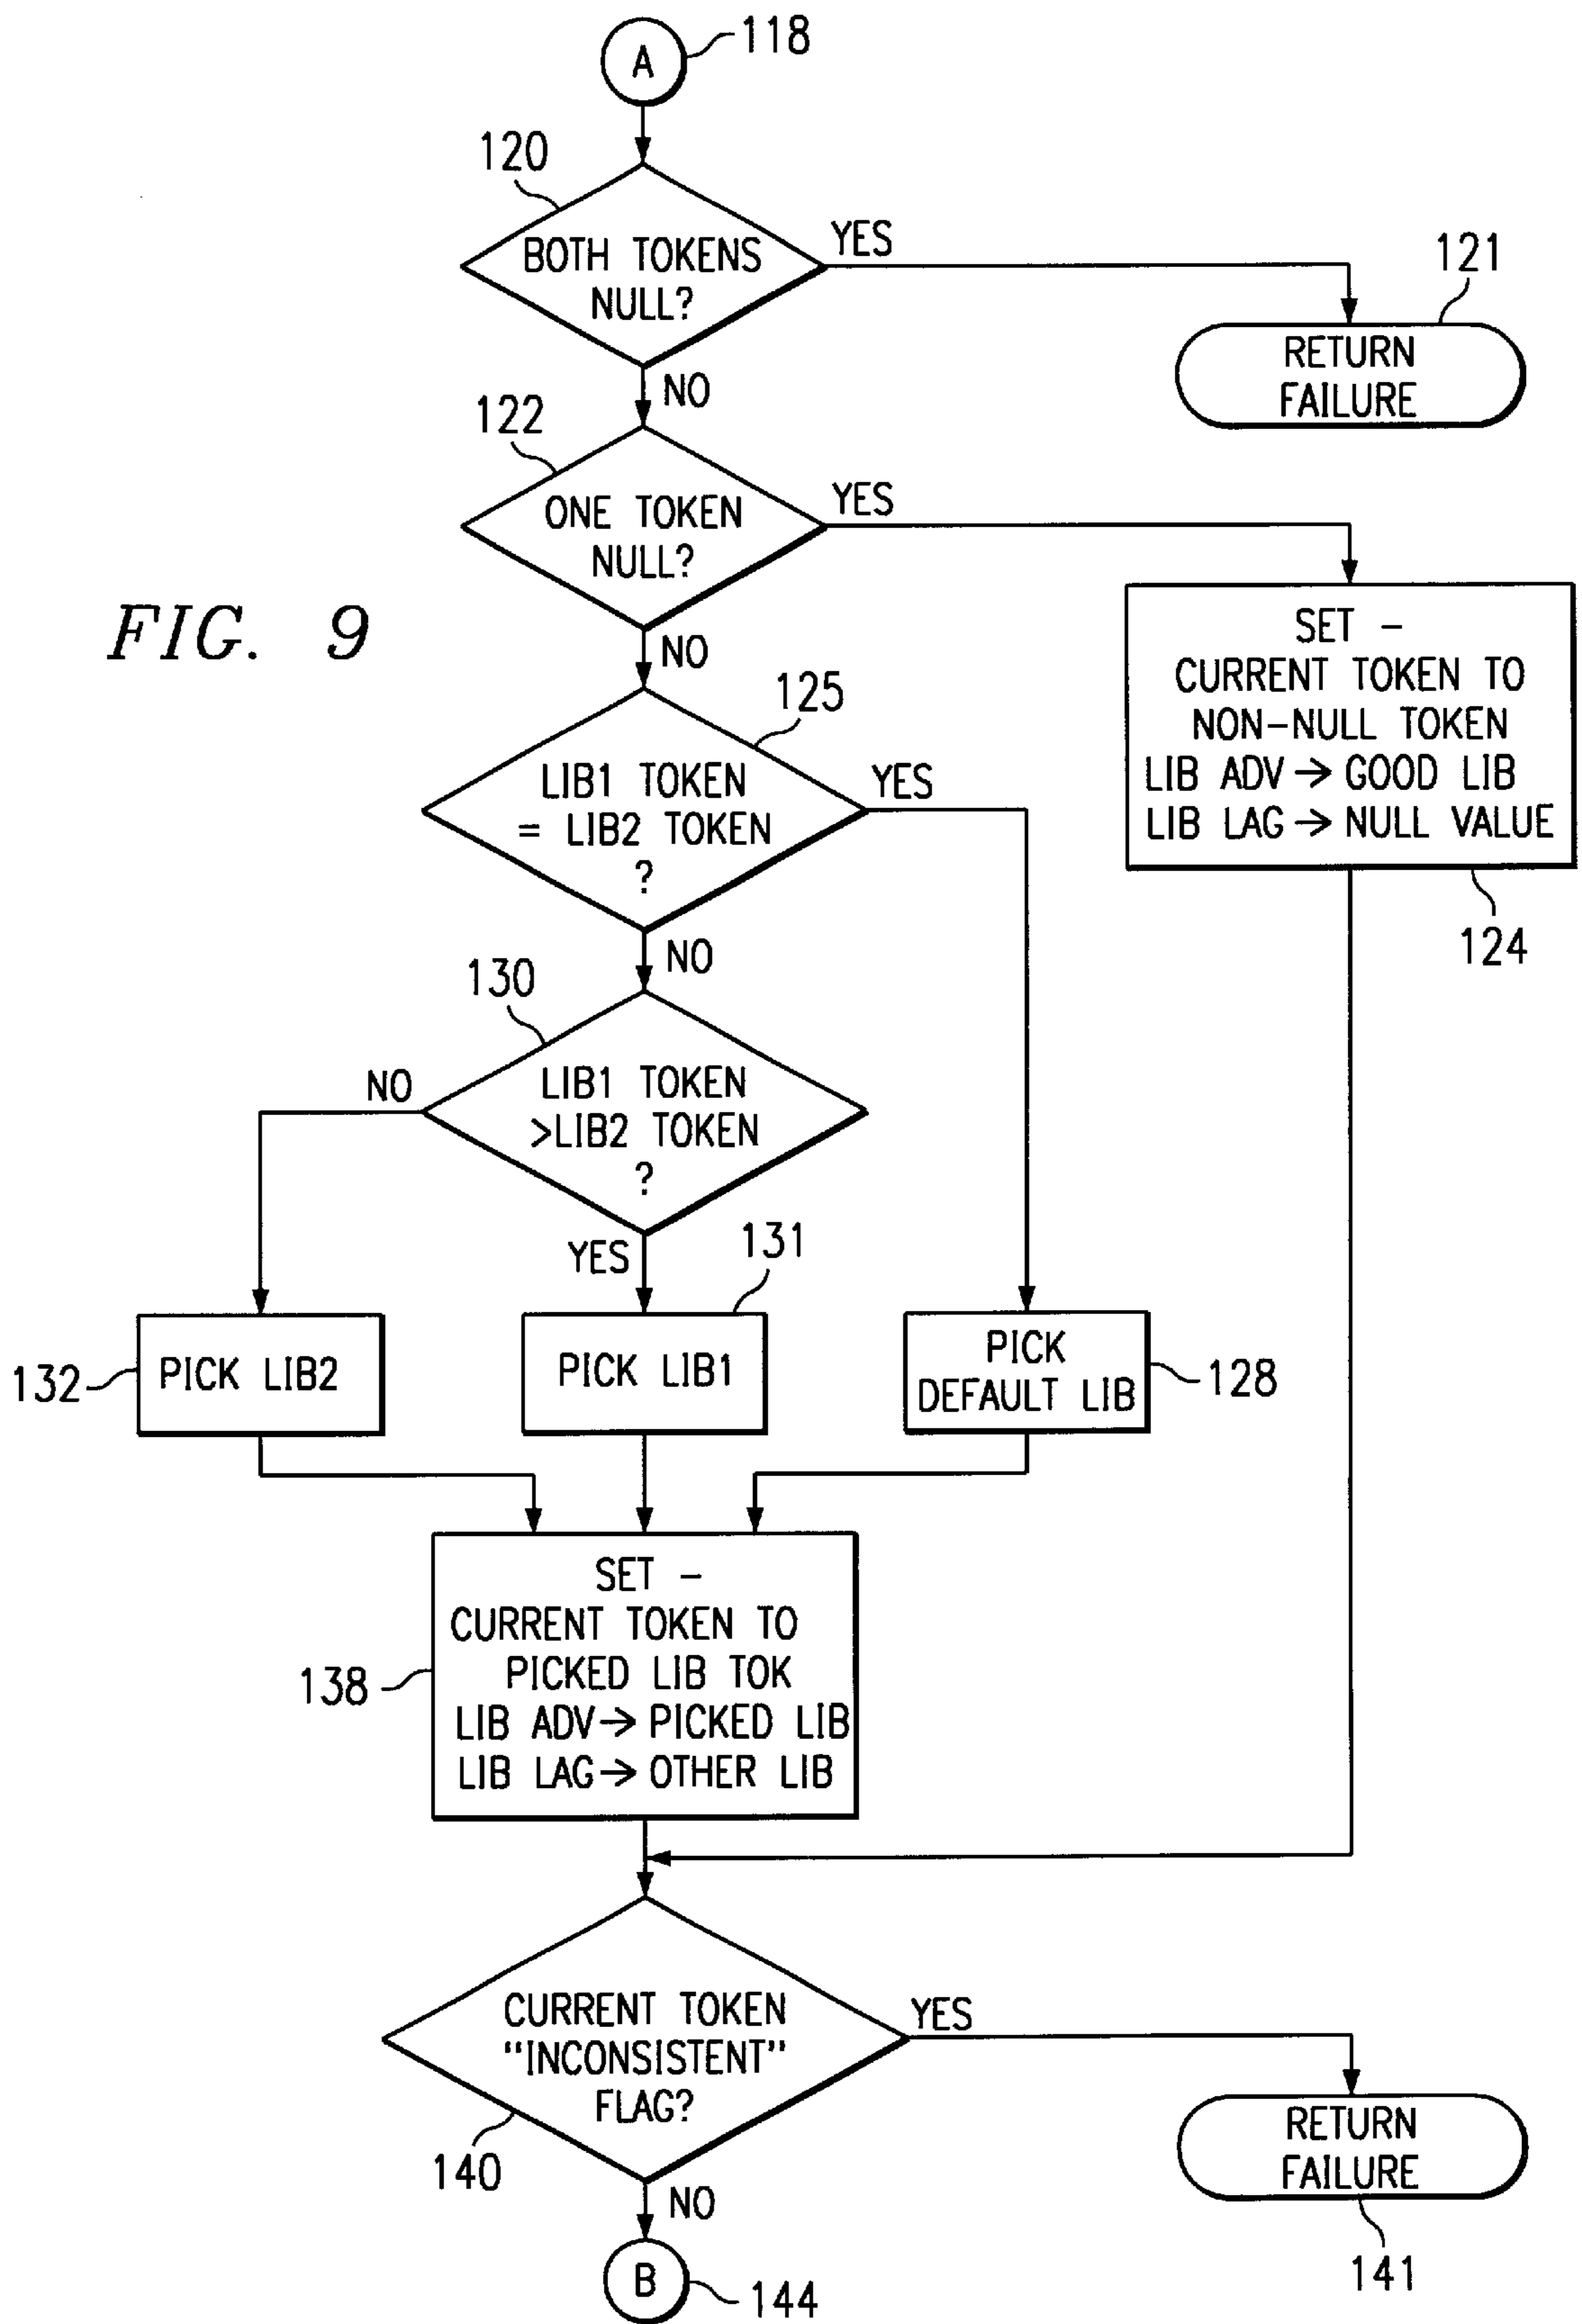 A
118
120
BOTH TOKENS
NULL?
YES
121
RETURN
FAILURE
NO
122
ONE TOKEN
NULL?
YES
FIG. 9
NO
SET -
CURRENT TOKEN TO
NON-NULL TOKEN
LIB ADV → GOOD LIB
LIB LAG → NULL VALUE
124
125
LIB1 TOKEN
= LIB2 TOKEN
?
YES
NO
130
LIB1 TOKEN
>LIB2 TOKEN
?
NO
YES
131
132
PICK LIB2
PICK LIB1
PICK
DEFAULT LIB
128
138
SET -
CURRENT TOKEN TO
PICKED LIB TOK
LIB ADV → PICKED LIB
LIB LAG → OTHER LIB
CURRENT TOKEN
"INCONSISTENT"
FLAG?
YES
140
RETURN
FAILURE
141
NO
B
144